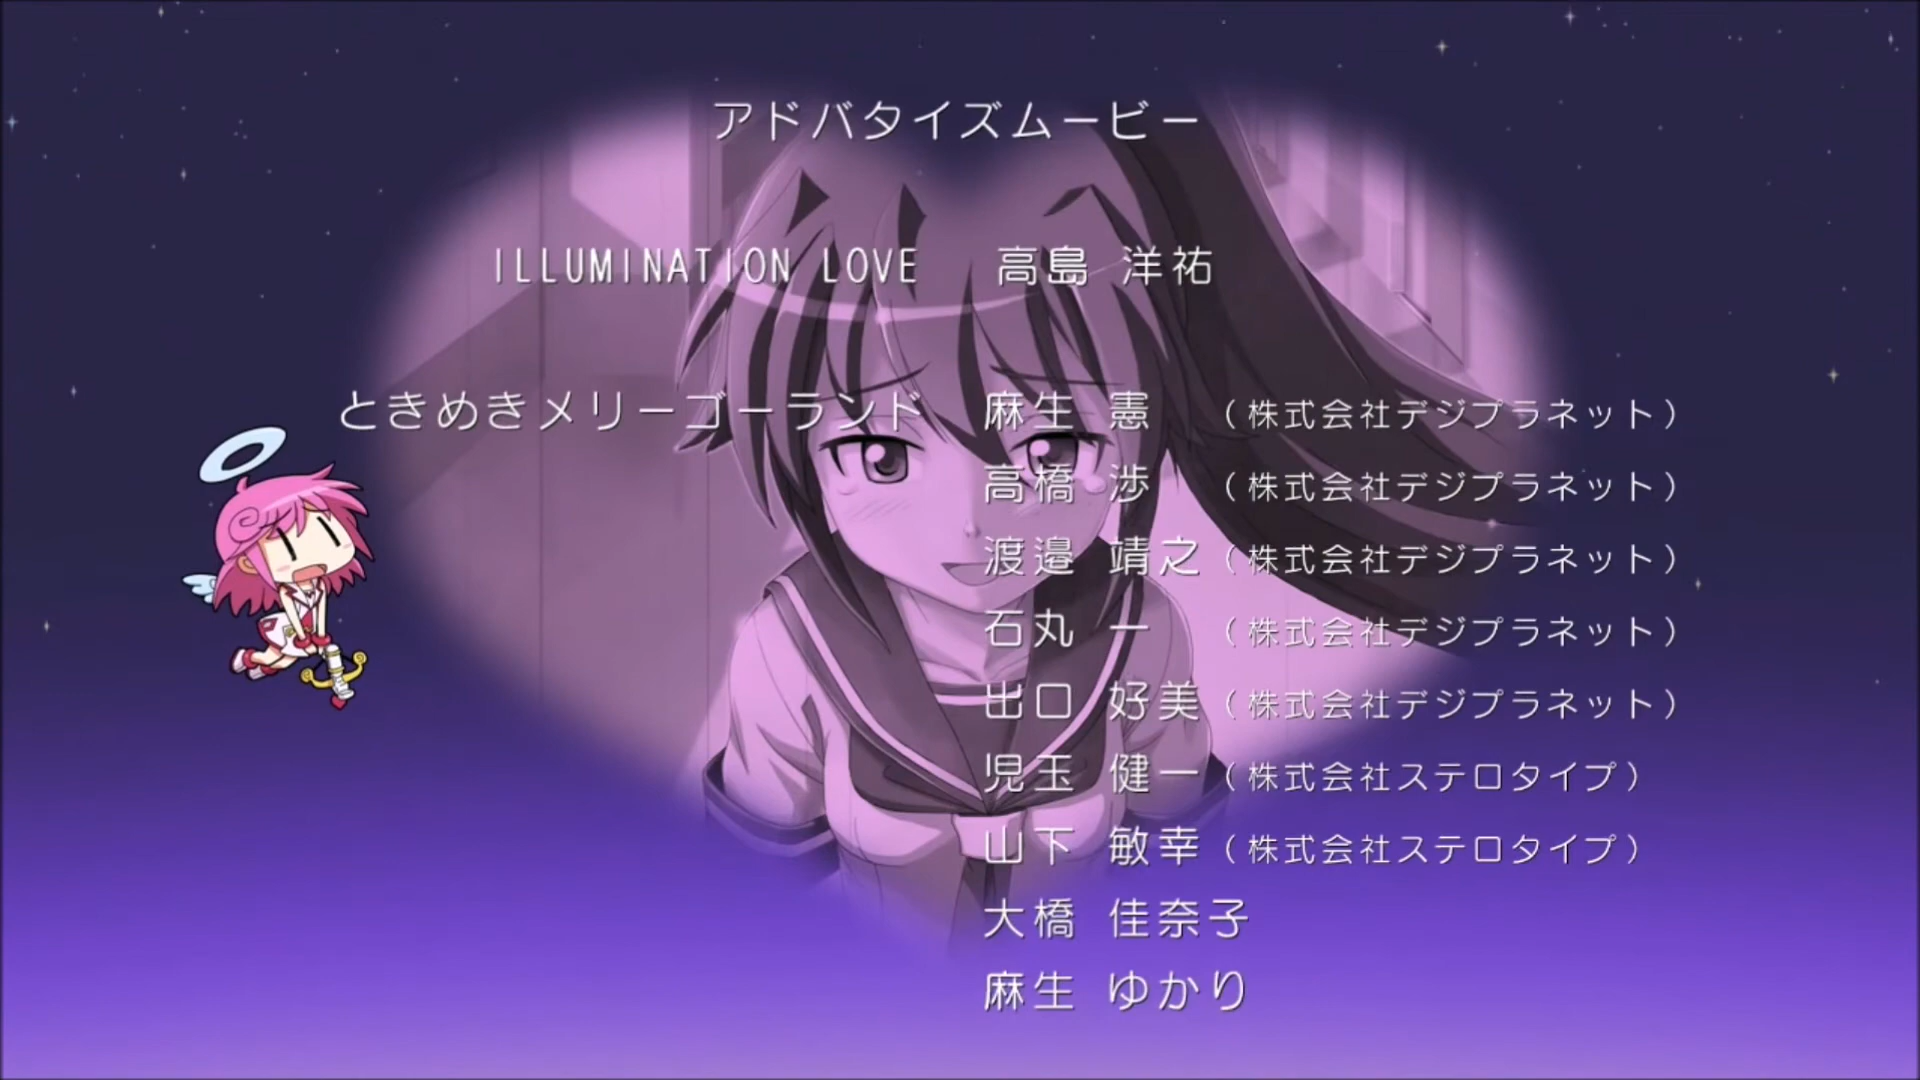 アドバタイズムービー
ILLUMINATION LOVE 高島 洋祐
ときめきメリーゴーランド 麻生 憲 (株式会社デジプラネット)
高橋 渉 (株式会社デジプラネット)
渡邉 靖之 (株式会社デジプラネット)
石丸 一 (株式会社デジプラネット)
出口 好美 (株式会社デジプラネット)
児玉 健一 (株式会社ステロタイプ)
山下 敏幸 (株式会社ステロタイプ)
大橋 佳奈子
麻生 ゆかり